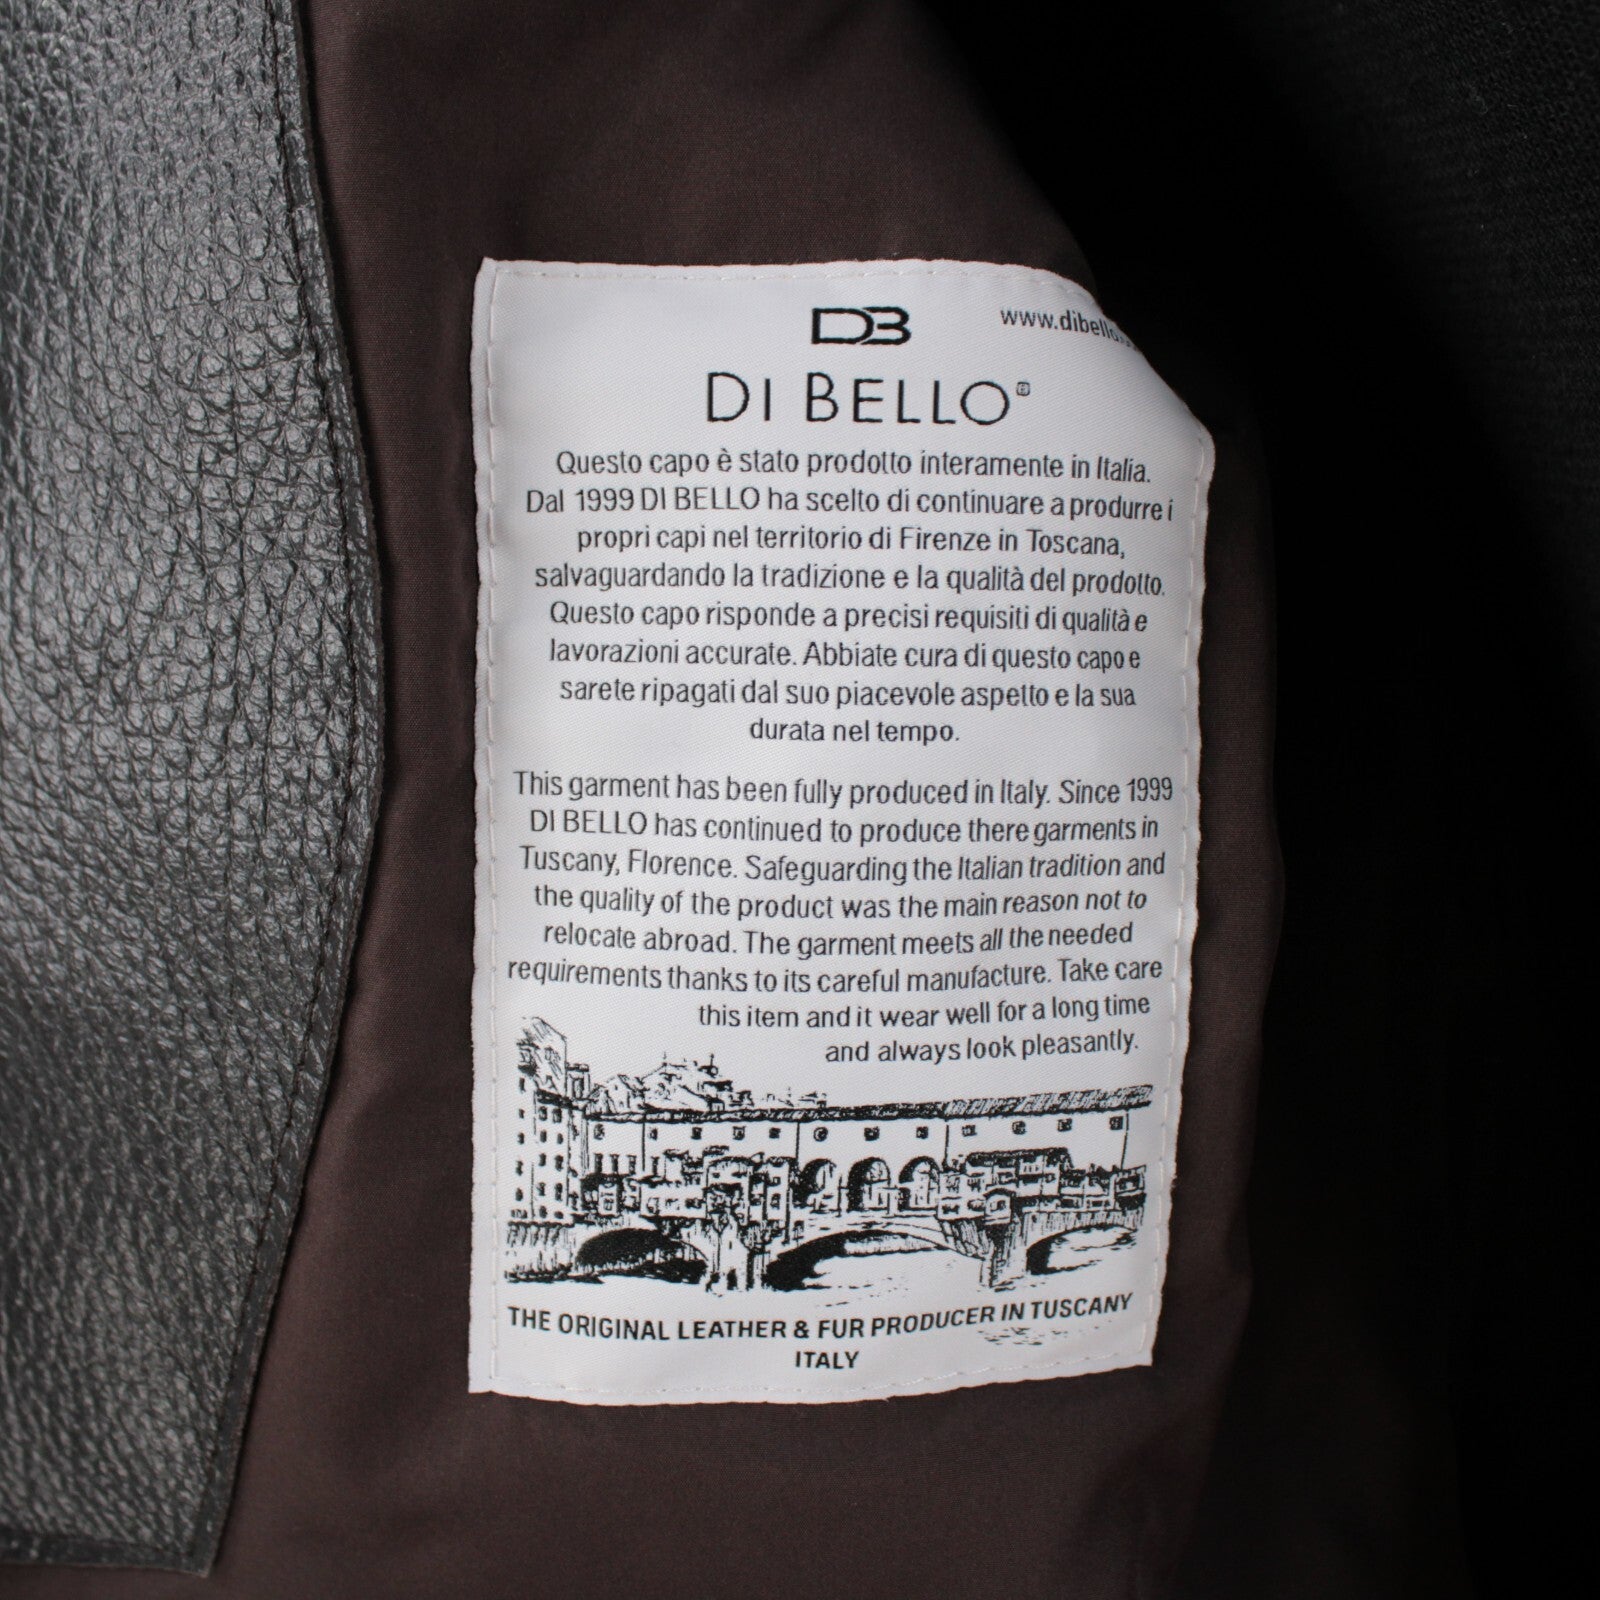 DB
DI BELLO®
Questo capo è stato prodotto interamente in Italia.
Dal 1999 DI BELLO ha scelto di continuare a produrre i
propri capi nel territorio di Firenze in Toscana,
salvaguardando la tradizione e la qualità del prodotto.
Questo capo risponde a precisi requisiti di qualità e
lavorazioni accurate. Abbiate cura di questo capo e
sarete ripagati dal suo piacevole aspetto e la sua
durata nel tempo.
This garment has been fully produced in Italy. Since 1999
DI BELLO has continued to produce there garments in
Tuscany, Florence. Safeguarding the Italian tradition and
the quality of the product was the main reason not to
relocate abroad. The garment meets all the needed
requirements thanks to its careful manufacture. Take care
this item and it wear well for a long time
and always look pleasantly.
THE ORIGINAL LEATHER & FUR PRODUCER IN TUSCANY
ITALY